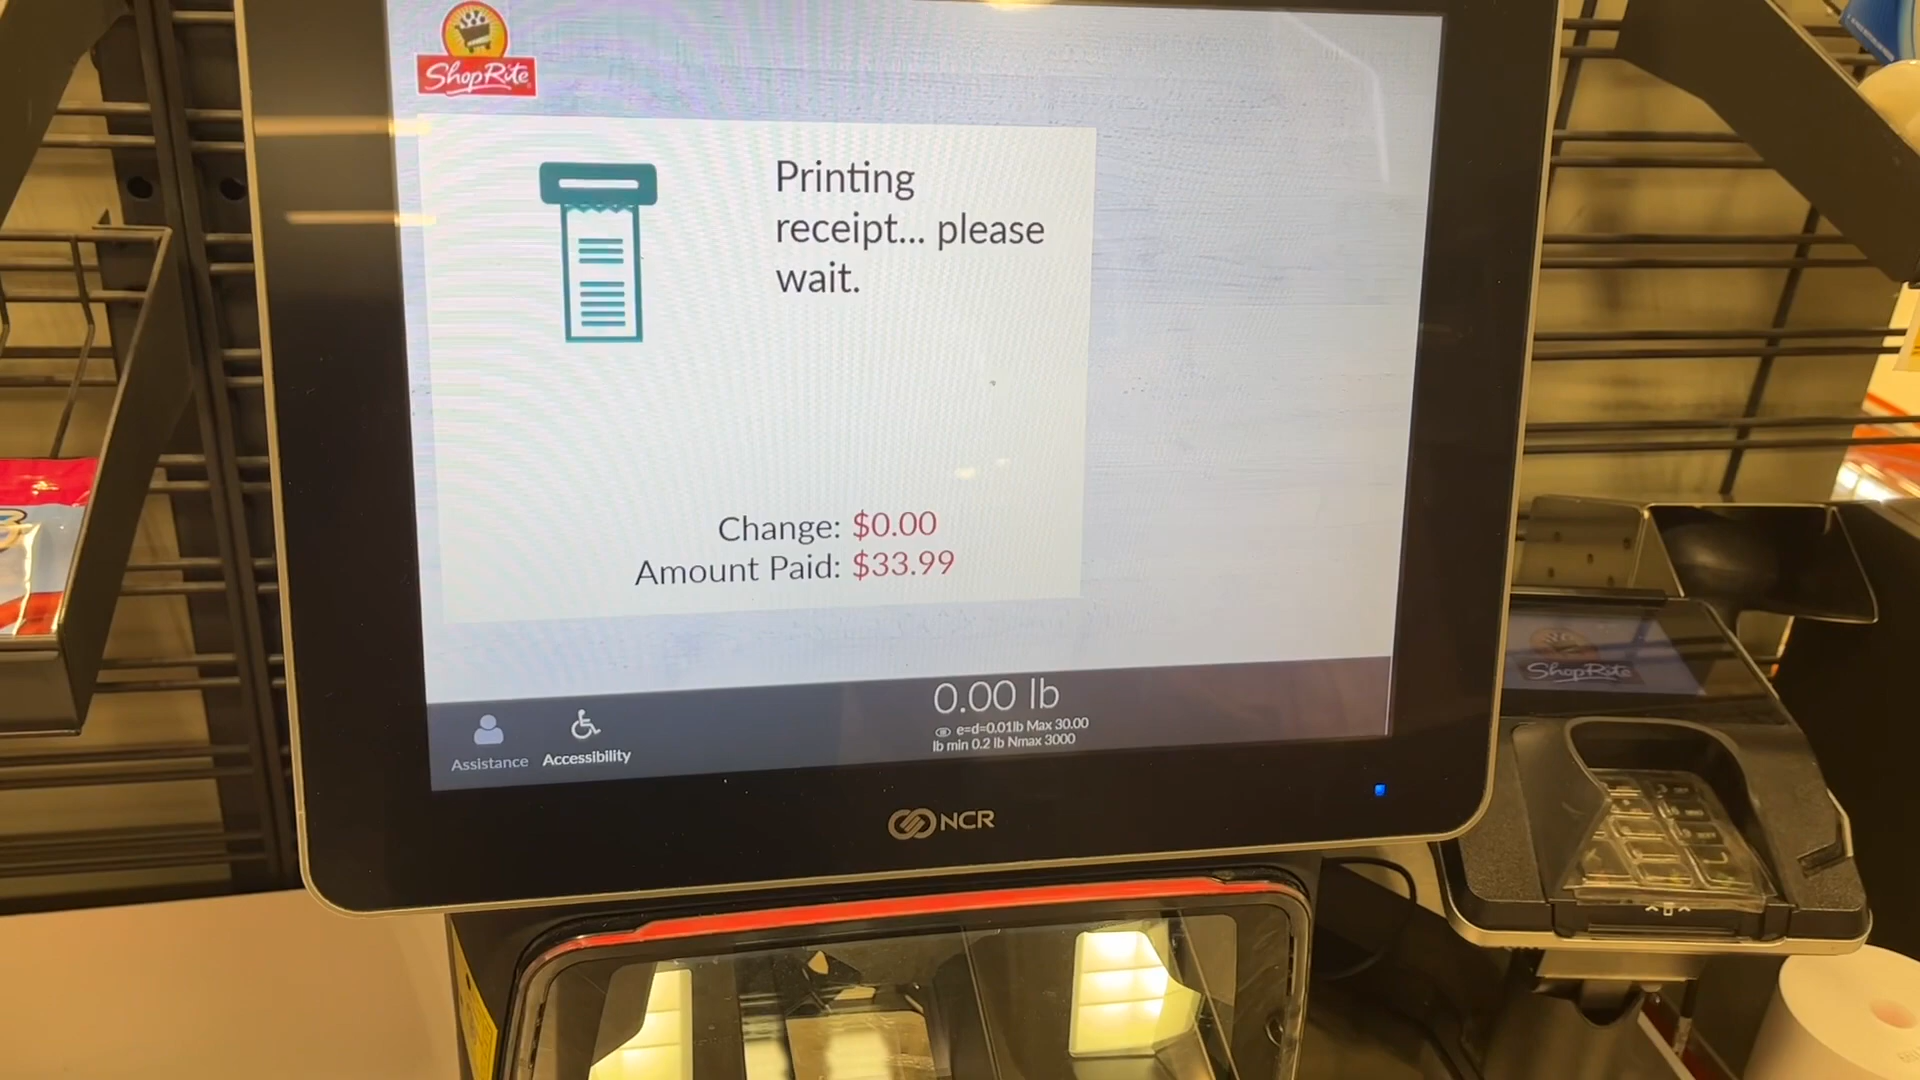 ShopRite
Printing
receipt... please
wait.
Change: $0.00
Amount Paid: $33.99
0.00 lb
e=d=0.01lb Max 30.00
lb min 0.2 lb Nmax 3000
Assistance Accessibility
NCR
ShopRite